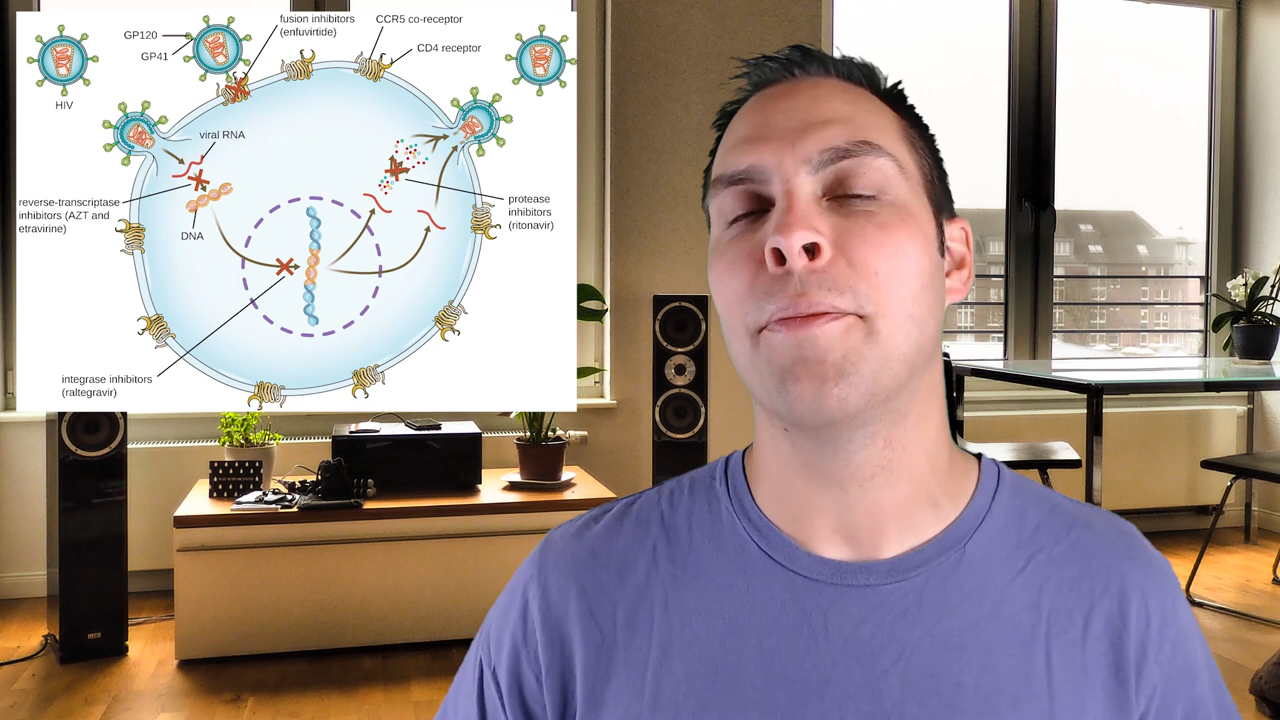 fusion inhibitors
(enfuvirtide)
CCR5 co-receptor
CD4 receptor
GP120
GP41
HIV
viral RNA
reverse-transcriptase
inhibitors (AZT and
etravirine)
DNA
protease
inhibitors
(ritonavir)
integrase inhibitors
(raltegravir)
HECO